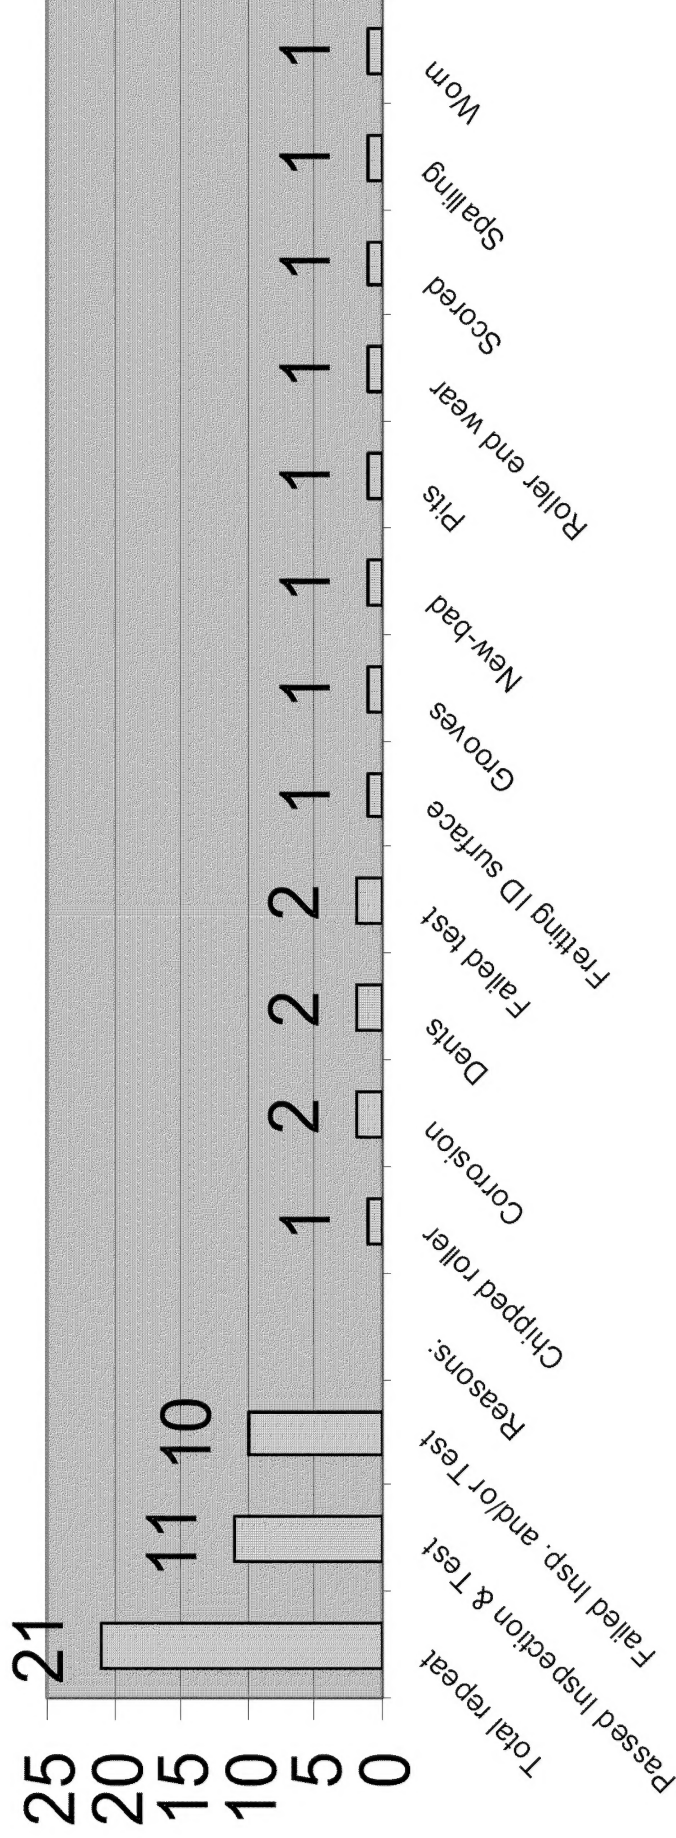 25
20
15
10
5
0
21
11
10
1
2
2
2
1
1
1
1
1
1
1
1
Total repeat
Passed Inspection & Test
Failed Insp. and/or Test
Reasons:
Chipped roller
Corrosion
Dents
Failed test
Fretting ID surface
Grooves
New-bad
Pits
Roller end wear
Scored
Spalling
Worn